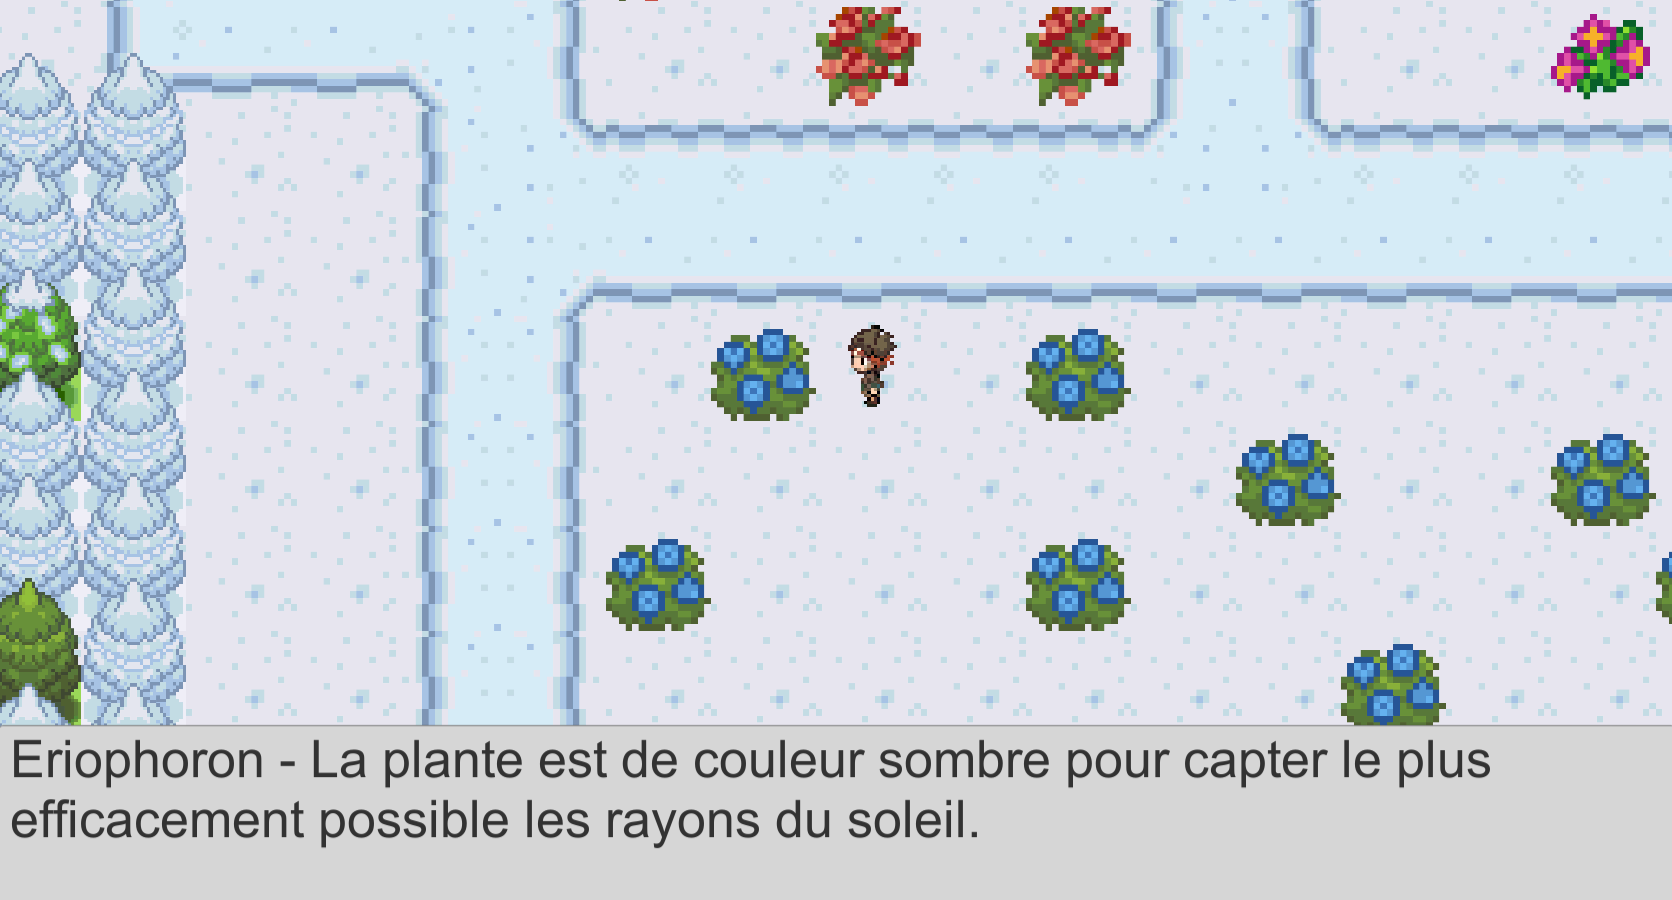 Eriophoron - La plante est de couleur sombre pour capter le plus
efficacement possible les rayons du soleil.